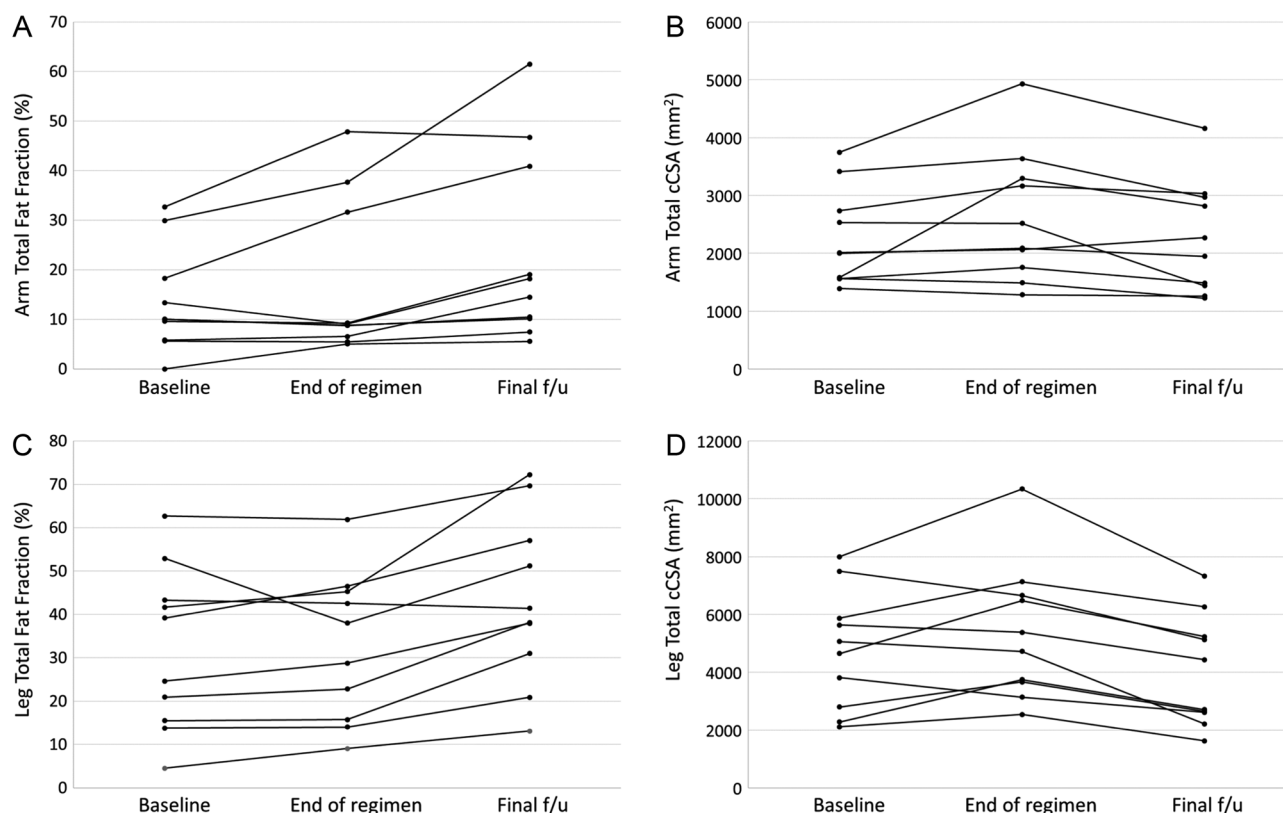 A
Arm Total Fat Fraction (%)
70
60
50
40
30
20
10
0
Baseline End of regimen Final f/u
B
Arm Total cCSA (mm²)
6000
5000
4000
3000
2000
1000
0
Baseline End of regimen Final f/u
C
Leg Total Fat Fraction (%)
80
70
60
50
40
30
20
10
0
Baseline End of regimen Final f/u
D
Leg Total cCSA (mm²)
12000
10000
8000
6000
4000
2000
0
Baseline End of regimen Final f/u